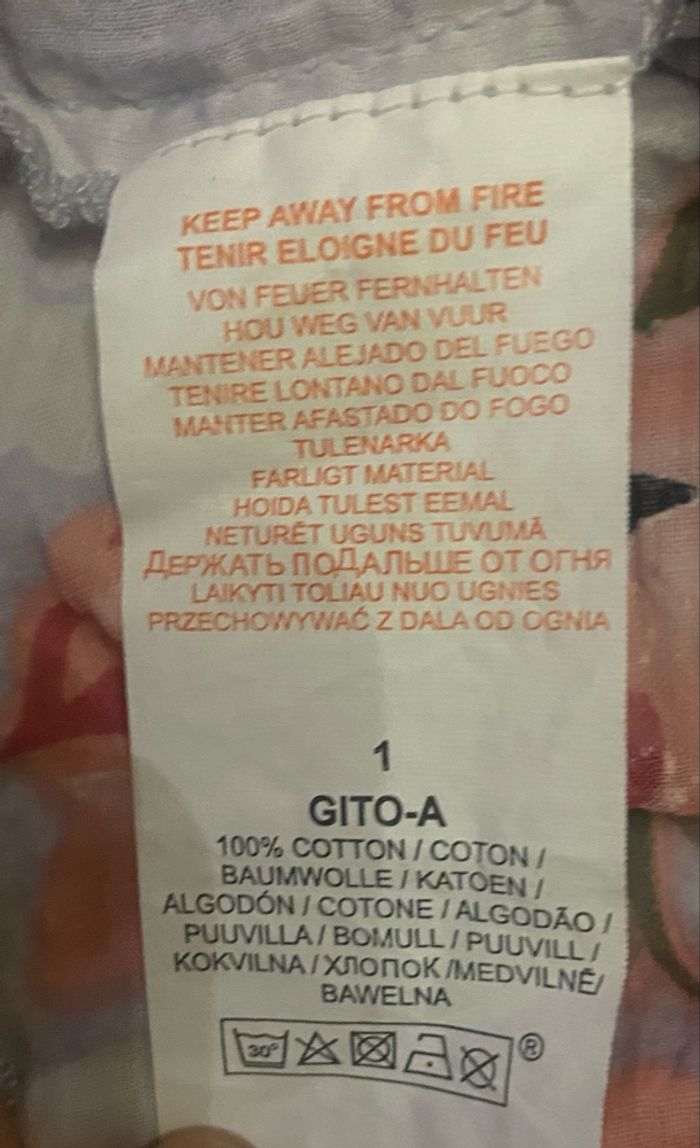 KEEP AWAY FROM FIRE
TENIR ELOIGNE DU FEU
VON FEUER FERNHALTEN
HOU WEG VAN VUUR
MANTENER ALEJADO DEL FUEGO
TENIRE LONTANO DAL FUOCO
MANTER AFASTADO DO FOGO
TULENARKA
FARLIGT MATERIAL
HOIDA TULEST EEMAL
NETURĒT UGUNS TUVUMĀ
ДЕРЖАТЬ ПОДАЛЬШЕ ОТ ОГНЯ
LAIKYTI TOLIAU NUO UGNIES
PRZECHOWYWAĆ Z DALA OD OGNIA
1
GITO-A
100% COTTON / COTON /
BAUMWOLLE / KATOEN /
ALGODÓN / COTONE / ALGODÃO /
PUUVILLA / BOMULL / PUUVILL /
KOKVILNA / ХЛОПОК /MEDVILNĖ/
BAWELNA
30° ®